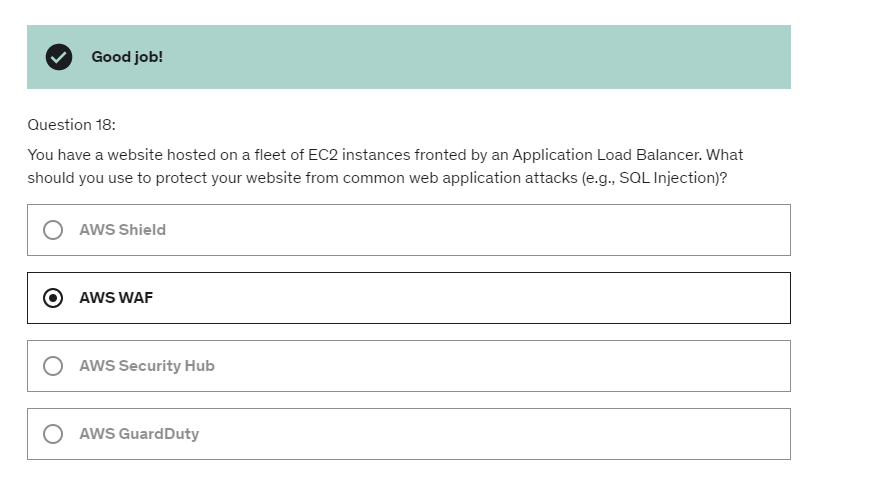 Good job!
Question 18:
You have a website hosted on a fleet of EC2 instances fronted by an Application Load Balancer. What
should you use to protect your website from common web application attacks (e.g., SQL Injection)?
AWS Shield
AWS WAF
AWS Security Hub
AWS GuardDuty